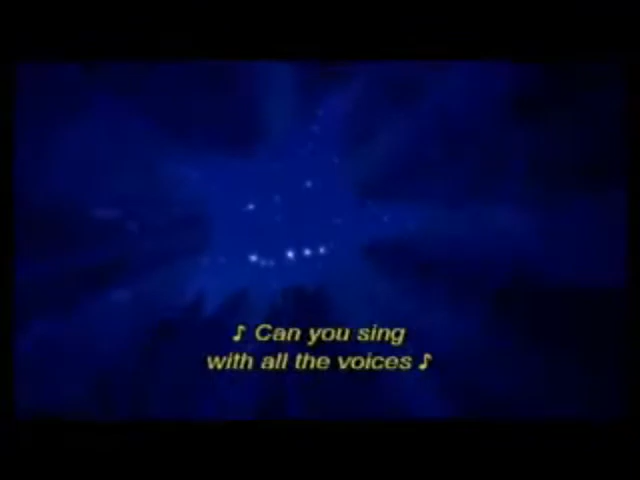 ♪ Can you sing
with all the voices ♪